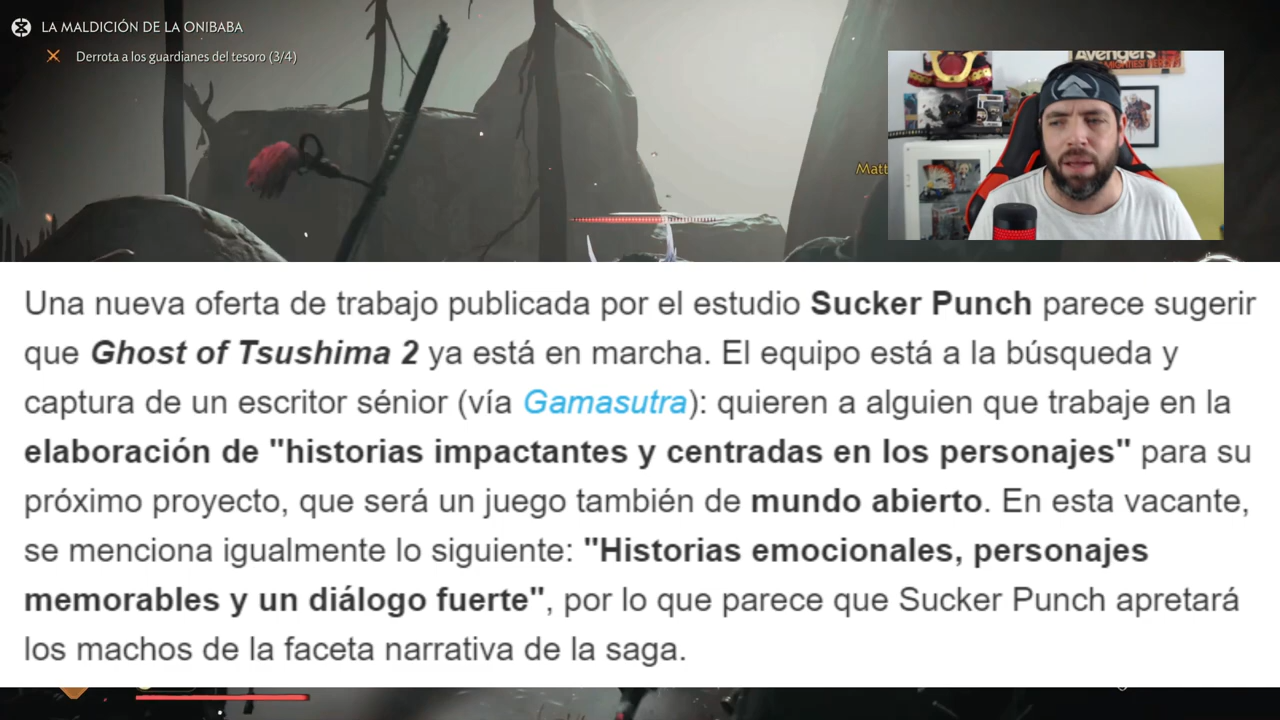 LA MALDICIÓN DE LA ONIBABA
Derrota a los guardianes del tesoro (3/4)
Avengers
MIGHTIEST HEROES
Matt
Una nueva oferta de trabajo publicada por el estudio Sucker Punch parece sugerir
que Ghost of Tsushima 2 ya está en marcha. El equipo está a la búsqueda y
captura de un escritor sénior (vía Gamasutra): quieren a alguien que trabaje en la
elaboración de "historias impactantes y centradas en los personajes" para su
próximo proyecto, que será un juego también de mundo abierto. En esta vacante,
se menciona igualmente lo siguiente: "Historias emocionales, personajes
memorables y un diálogo fuerte", por lo que parece que Sucker Punch apretará
los machos de la faceta narrativa de la saga.